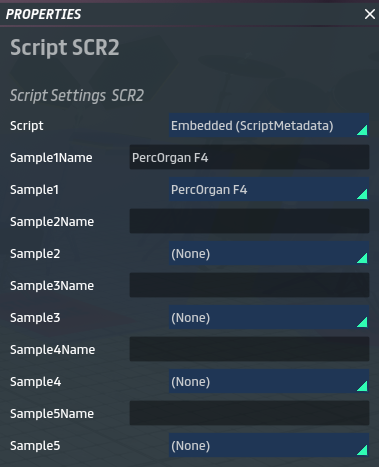 PROPERTIES
Script SCR2
Script Settings SCR2
Script Embedded (ScriptMetadata)
Sample1Name PercOrgan F4
Sample1 PercOrgan F4
Sample2Name
Sample2 (None)
Sample3Name
Sample3 (None)
Sample4Name
Sample4 (None)
Sample5Name
Sample5 (None)